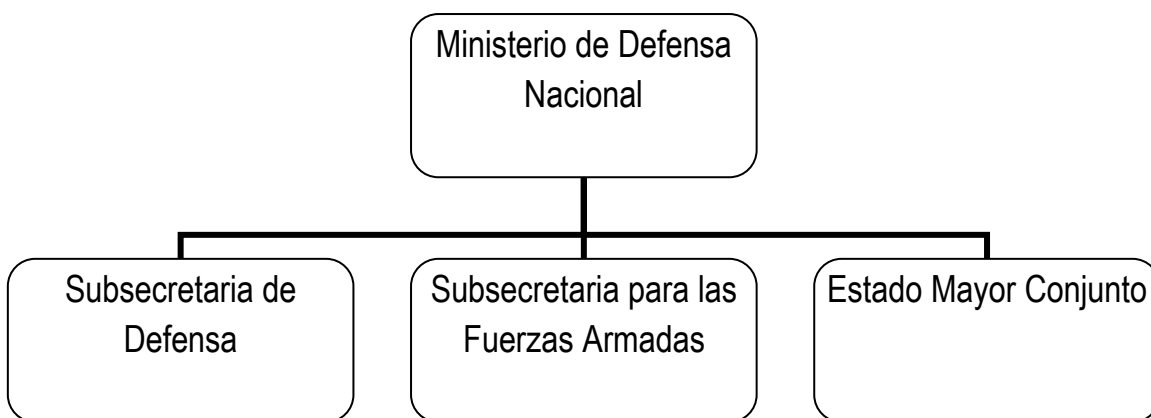 Ministerio de Defensa
Nacional
Subsecretaria de
Defensa
Subsecretaria para las
Fuerzas Armadas
Estado Mayor Conjunto